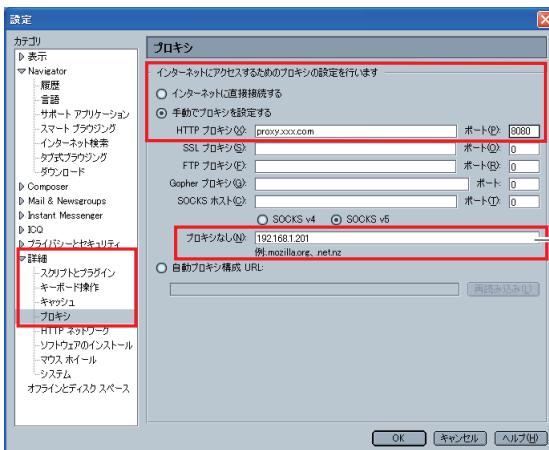 設定
カテゴリ
表示
Navigator
履歴
言語
サポート アプリケーション
スマート ブラウジング
インターネット検索
タブ式ブラウジング
ダウンロード
Composer
Mail & Newsgroups
Instant Messenger
ICQ
プライバシーとセキュリティ
詳細
スクリプトとプラグイン
キーボード操作
キャッシュ
プロキシ
HTTP ネットワーク
ソフトウェアのインストール
マウス ホイール
システム
オフラインとディスク スペース
プロキシ
インターネットにアクセスするためのプロキシの設定を行います
インターネットに直接接続する
手動でプロキシを設定する
HTTP プロキシ(X): proxy.xxx.com ポート(P): 8080
SSL プロキシ(S): ポート(O): 0
FTP プロキシ(F): ポート(R): 0
Gopher プロキシ(G): ポート: 0
SOCKS ホスト(C): ポート(T): 0
SOCKS v4 SOCKS v5
プロキシなし(N): 192.168.1.201
例:.mozilla.org、.net.nz
自動プロキシ構成 URL:
再読み込み(L)
OK キャンセル ヘルプ(H)